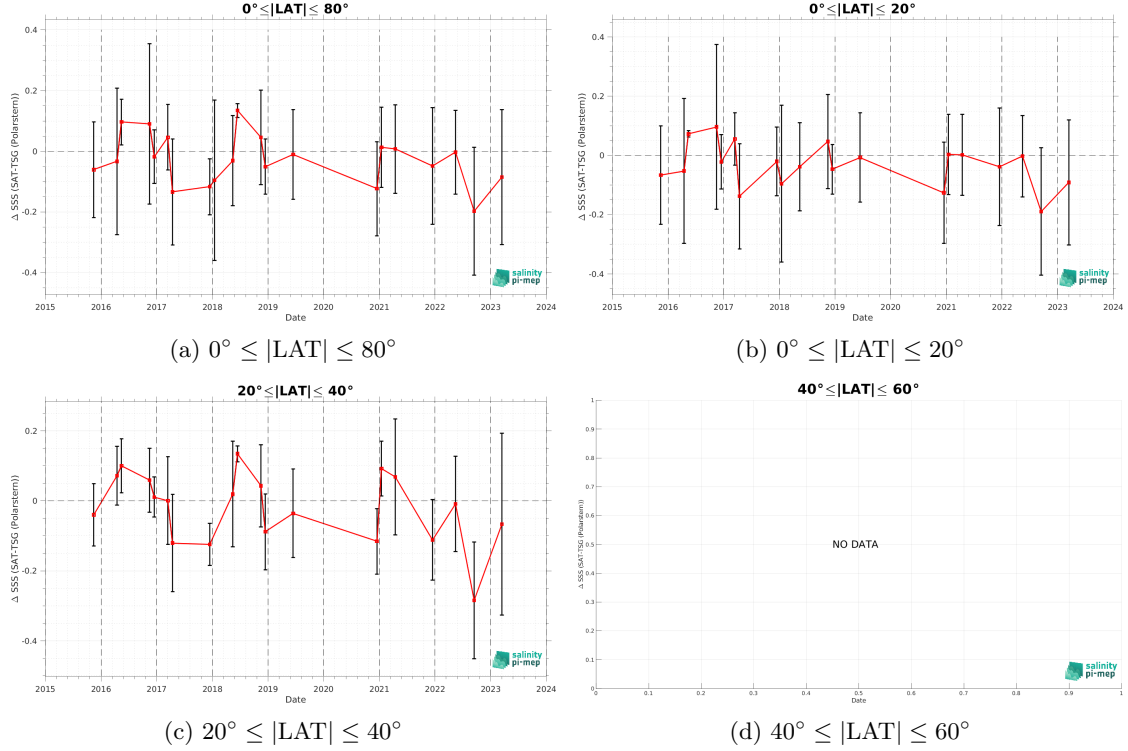 0°≤|LAT|≤ 80°
0.4
0.2
0
-0.2
-0.4
Δ SSS (SAT-TSG (Polarstern))
2015 2016 2017 2018 2019 2020 2021 2022 2023 2024
Date
salinity
pi-mep
(a) 0° ≤ |LAT| ≤ 80°
0°≤|LAT|≤ 20°
0.4
0.2
0
-0.2
-0.4
Δ SSS (SAT-TSG (Polarstern))
2015 2016 2017 2018 2019 2020 2021 2022 2023 2024
Date
salinity
pi-mep
(b) 0° ≤ |LAT| ≤ 20°
20°≤|LAT|≤ 40°
0.2
0
-0.2
-0.4
Δ SSS (SAT-TSG (Polarstern))
2015 2016 2017 2018 2019 2020 2021 2022 2023 2024
Date
salinity
pi-mep
(c) 20° ≤ |LAT| ≤ 40°
40°≤|LAT|≤ 60°
1
0.9
0.8
0.7
0.6
0.5
0.4
0.3
0.2
0.1
0
Δ SSS (SAT-TSG (Polarstern))
NO DATA
0 0.1 0.2 0.3 0.4 0.5 0.6 0.7 0.8 0.9 1
Date
salinity
pi-mep
(d) 40° ≤ |LAT| ≤ 60°